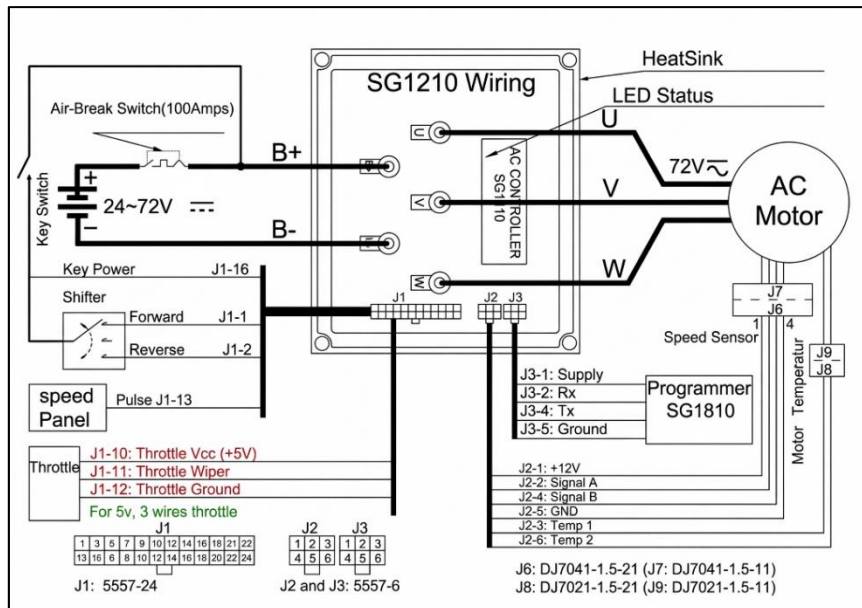 SG1210 Wiring
HeatSink
LED Status
Air-Break Switch(100Amps)
B+
U
U
AC CONTROLLER
SG1110
72V
AC
Motor
Key Switch
+
24~72V
−
V
V
B-
W
W
Key Power J1-16
Shifter
Forward J1-1
Reverse J1-2
J1
J2
J3
J7
J6
1
4
Speed Sensor
J9
J8
Motor Temperatur
speed
Panel
Pulse J1-13
J3-1: Supply
J3-2: Rx
J3-4: Tx
J3-5: Ground
Programmer
SG1810
Throttle
J1-10: Throttle Vcc (+5V)
J1-11: Throttle Wiper
J1-12: Throttle Ground
For 5v, 3 wires throttle
J2-1: +12V
J2-2: Signal A
J2-4: Signal B
J2-5: GND
J2-3: Temp 1
J2-6: Temp 2
J1
1 3 5 7 9 10 12 14 16 18 21 22
13 16 6 8 10 12 14 16 18 20 22 24
J1: 5557-24
J2 J3
1 2 3 1 2 3
4 5 6 4 5 6
J2 and J3: 5557-6
J6: DJ7041-1.5-21 (J7: DJ7041-1.5-11)
J8: DJ7021-1.5-21 (J9: DJ7021-1.5-11)